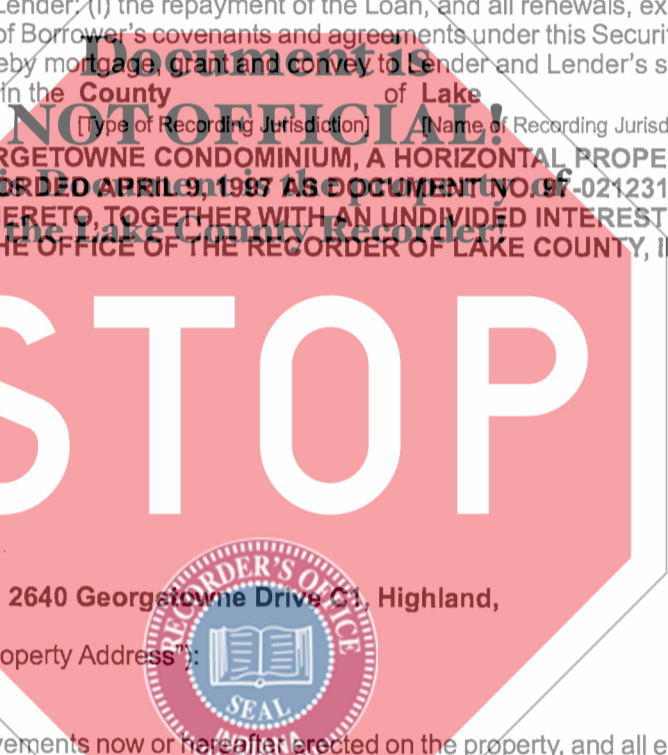 Lender: (i) the repayment of the Loan, and all renewals, ex
of Borrower's covenants and agreements under this Securi
eby mortgage, grant and convey to Lender and Lender's s
Document is
in the County of Lake
NOT OFFICIAL!
[Type of Recording Jurisdiction] [Name of Recording Jurisd
RGETOWNE CONDOMINIUM, A HORIZONTAL PROPE
ORDED APRIL 9, 1997 AS DOCUMENT NO. 97-021231
Document is the property of
ERETO, TOGETHER WITH AN UNDIVIDED INTEREST
the Lake County Recorder!
HE OFFICE OF THE RECORDER OF LAKE COUNTY, I
STOP
RECORDER'S OFFICE
2640 Georgetowne Drive C1, Highland,
operty Address"):
SEAL
INDIANA
vements now or hereafter erected on the property, and all e